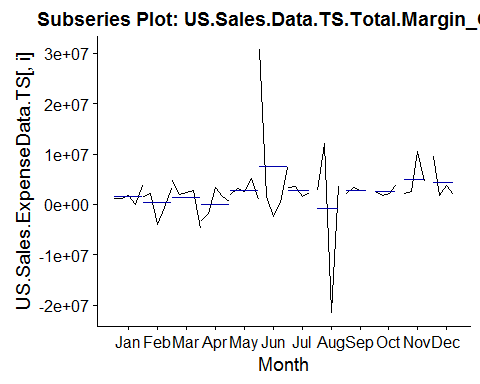 Subseries Plot: US.Sales.Data.TS.Total.Margin_
US.Sales.ExpenseData.TS[, i]
3e+07
2e+07
1e+07
0e+00
-1e+07
-2e+07
Jan Feb Mar Apr May Jun Jul Aug Sep Oct Nov Dec
Month